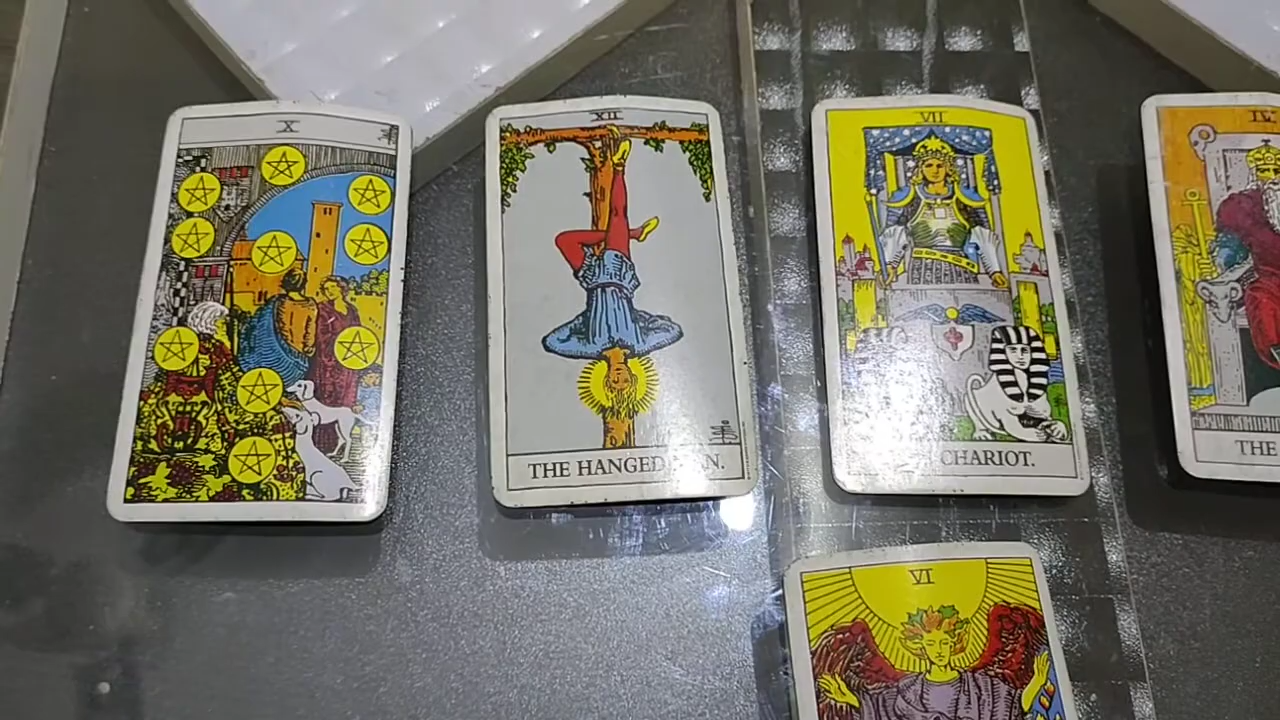 X
XII
THE HANGED
N.
VII
CHARIOT.
IV
THE
VI